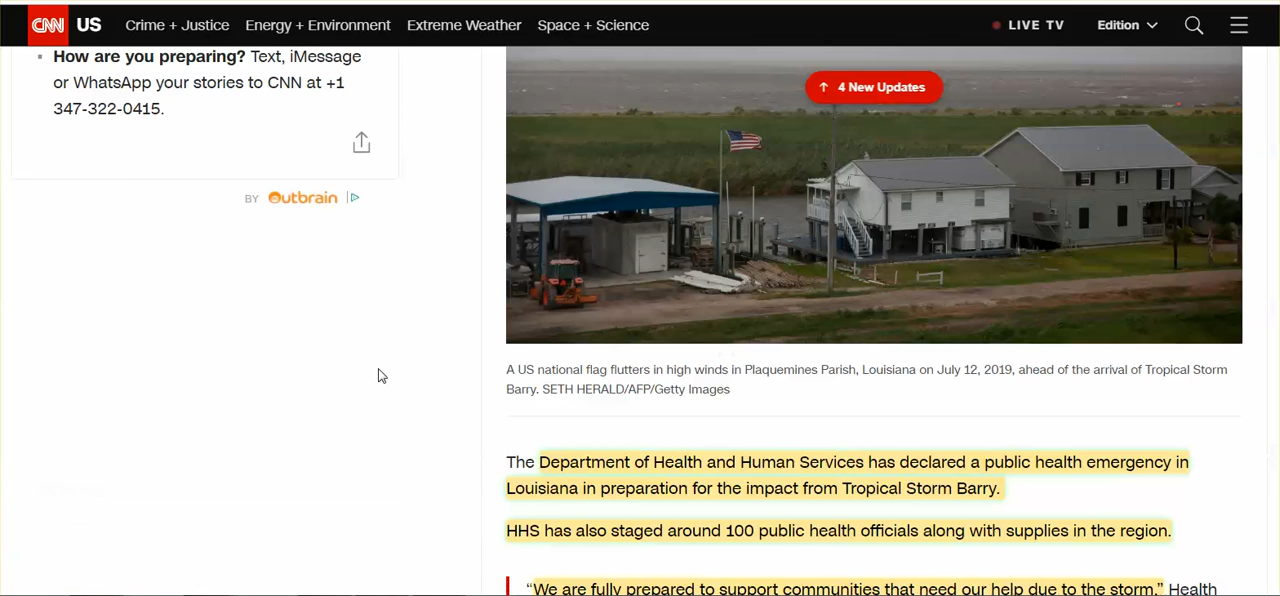 CNN US Crime + Justice Energy + Environment Extreme Weather Space + Science LIVE TV Edition
How are you preparing? Text, iMessage
or WhatsApp your stories to CNN at +1
347-322-0415.
BY Outbrain
4 New Updates
A US national flag flutters in high winds in Plaquemines Parish, Louisiana on July 12, 2019, ahead of the arrival of Tropical Storm
Barry. SETH HERALD/AFP/Getty Images
The Department of Health and Human Services has declared a public health emergency in
Louisiana in preparation for the impact from Tropical Storm Barry.
HHS has also staged around 100 public health officials along with supplies in the region.
“We are fully prepared to support communities that need our help due to the storm,” Health